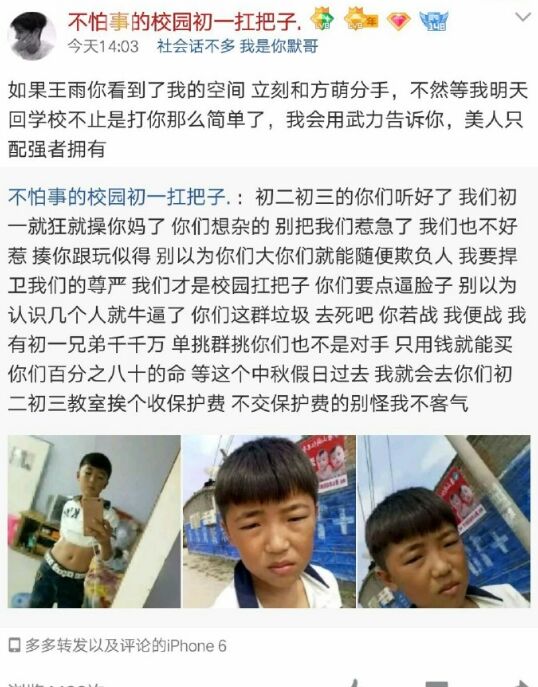 不怕事的校园初一扛把子.
今天14:03 社会话不多 我是你默哥
如果王雨你看到了我的空间 立刻和方萌分手，不然等我明天
回学校不止是打你那么简单了，我会用武力告诉你，美人只
配强者拥有
不怕事的校园初一扛把子.：初二初三的你们听好了 我们初
一就狂就操你妈了 你们想杂的 别把我们惹急了 我们也不好
惹 揍你跟玩似得 别以为你们大你们就能随便欺负人 我要捍
卫我们的尊严 我们才是校园扛把子 你们要点逼脸子 别以为
认识几个人就牛逼了 你们这群垃圾 去死吧 你若战 我便战 我
有初一兄弟千千万 单挑群挑你们也不是对手 只用钱就能买
你们百分之八十的命 等这个中秋假日过去 我就会去你们初
二初三教室挨个收保护费 不交保护费的别怪我不客气
多多转发以及评论的iPhone 6